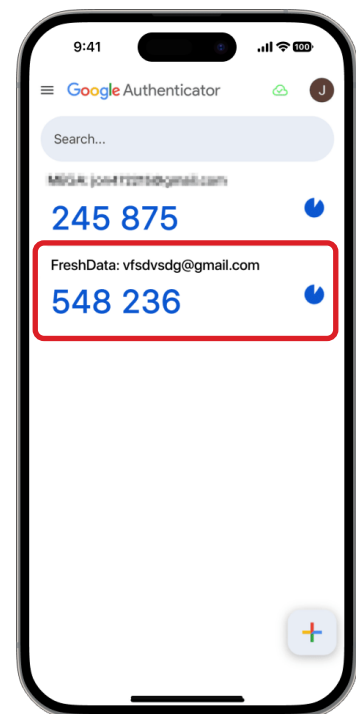 9:41
100
Google Authenticator
J
Search...
245 875
FreshData: vfsdvsdg@gmail.com
548 236